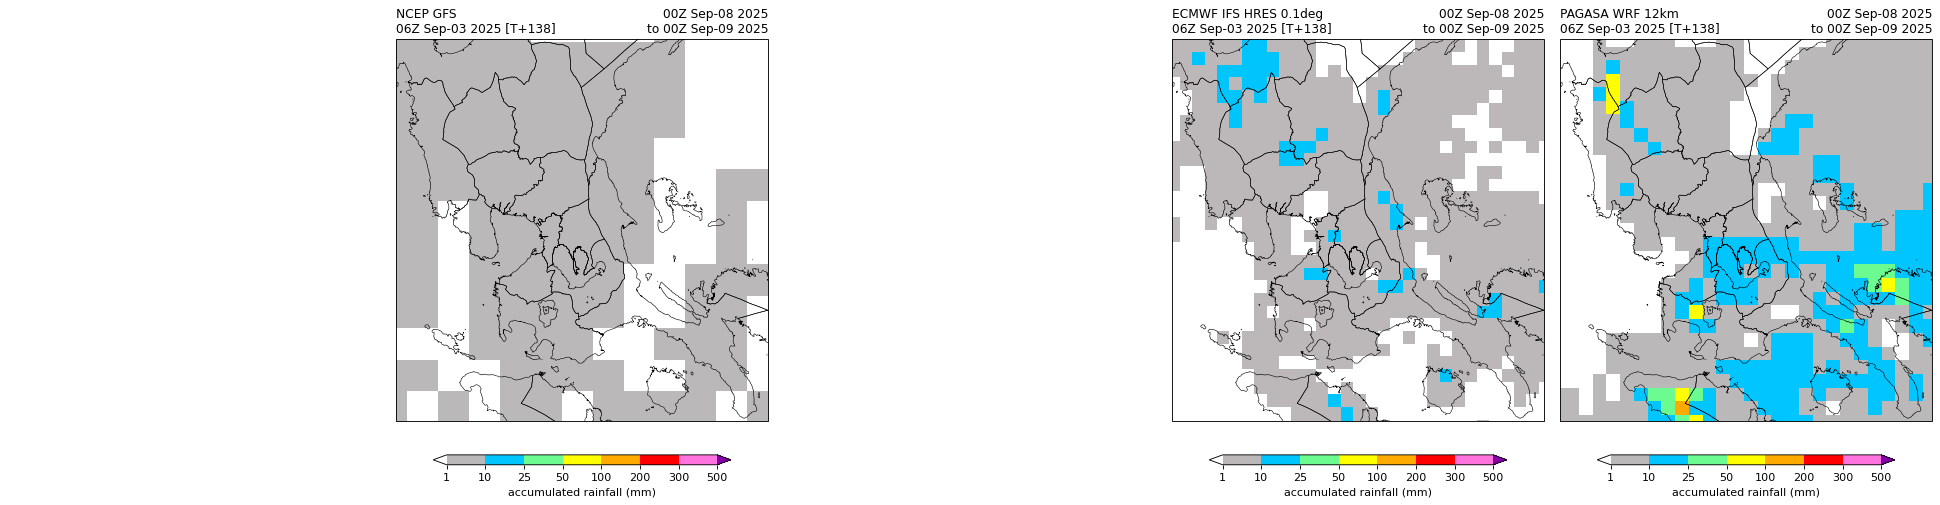 NCEP GFS 00Z Sep-08 2025
06Z Sep-03 2025 [T+138] to 00Z Sep-09 2025
1 10 25 50 100 200 300 500
accumulated rainfall (mm)
ECMWF IFS HRES 0.1deg 00Z Sep-08 2025
06Z Sep-03 2025 [T+138] to 00Z Sep-09 2025
1 10 25 50 100 200 300 500
accumulated rainfall (mm)
PAGASA WRF 12km 00Z Sep-08 2025
06Z Sep-03 2025 [T+138] to 00Z Sep-09 2025
1 10 25 50 100 200 300 500
accumulated rainfall (mm)